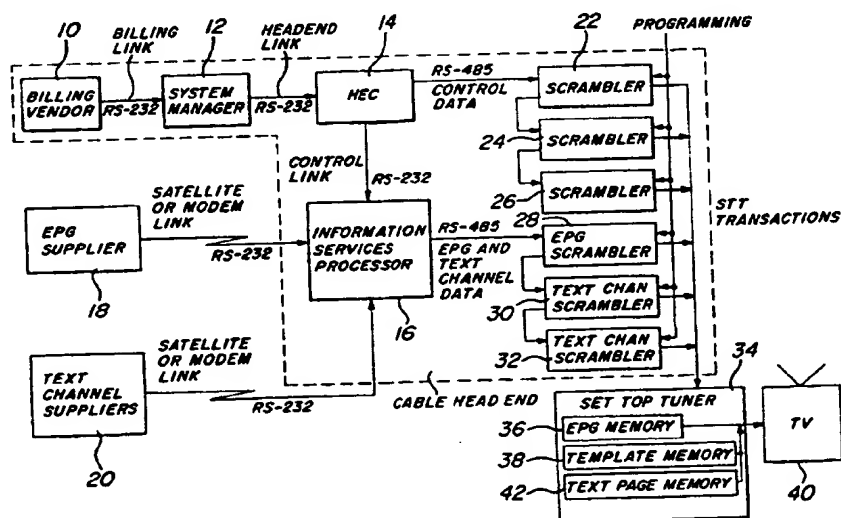 10
BILLING
LINK
12
HEADEND
LINK
14
22
PROGRAMMING
BILLING
VENDOR
RS-232
SYSTEM
MANAGER
RS-232
HEC
RS-485
CONTROL
DATA
SCRAMBLER
24
SCRAMBLER
26
SCRAMBLER
CONTROL
LINK
RS-232
STT
TRANSACTIONS
SATELLITE
OR MODEM
LINK
EPG
SUPPLIER
18
RS-232
INFORMATION
SERVICES
PROCESSOR
16
RS-485
EPG AND
TEXT
CHANNEL
DATA
28
EPG
SCRAMBLER
TEXT CHAN
SCRAMBLER
30
TEXT CHAN
SCRAMBLER
32
SATELLITE
OR MODEM
LINK
TEXT
CHANNEL
SUPPLIERS
20
RS-232
CABLE HEAD END
34
SET TOP TUNER
36
EPG MEMORY
38
TEMPLATE MEMORY
42
TEXT PAGE MEMORY
TV
40